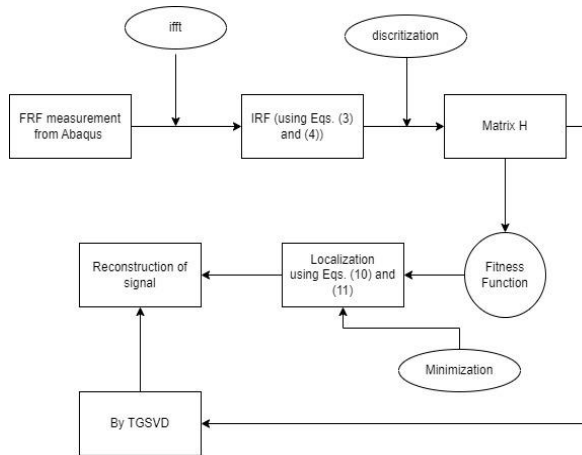 ifft
discritization
FRF measurement
from Abaqus
IRF (using Eqs. (3)
and (4))
Matrix H
Reconstruction of
signal
Localization
using Eqs. (10) and
(11)
Fitness
Function
Minimization
By TGSVD